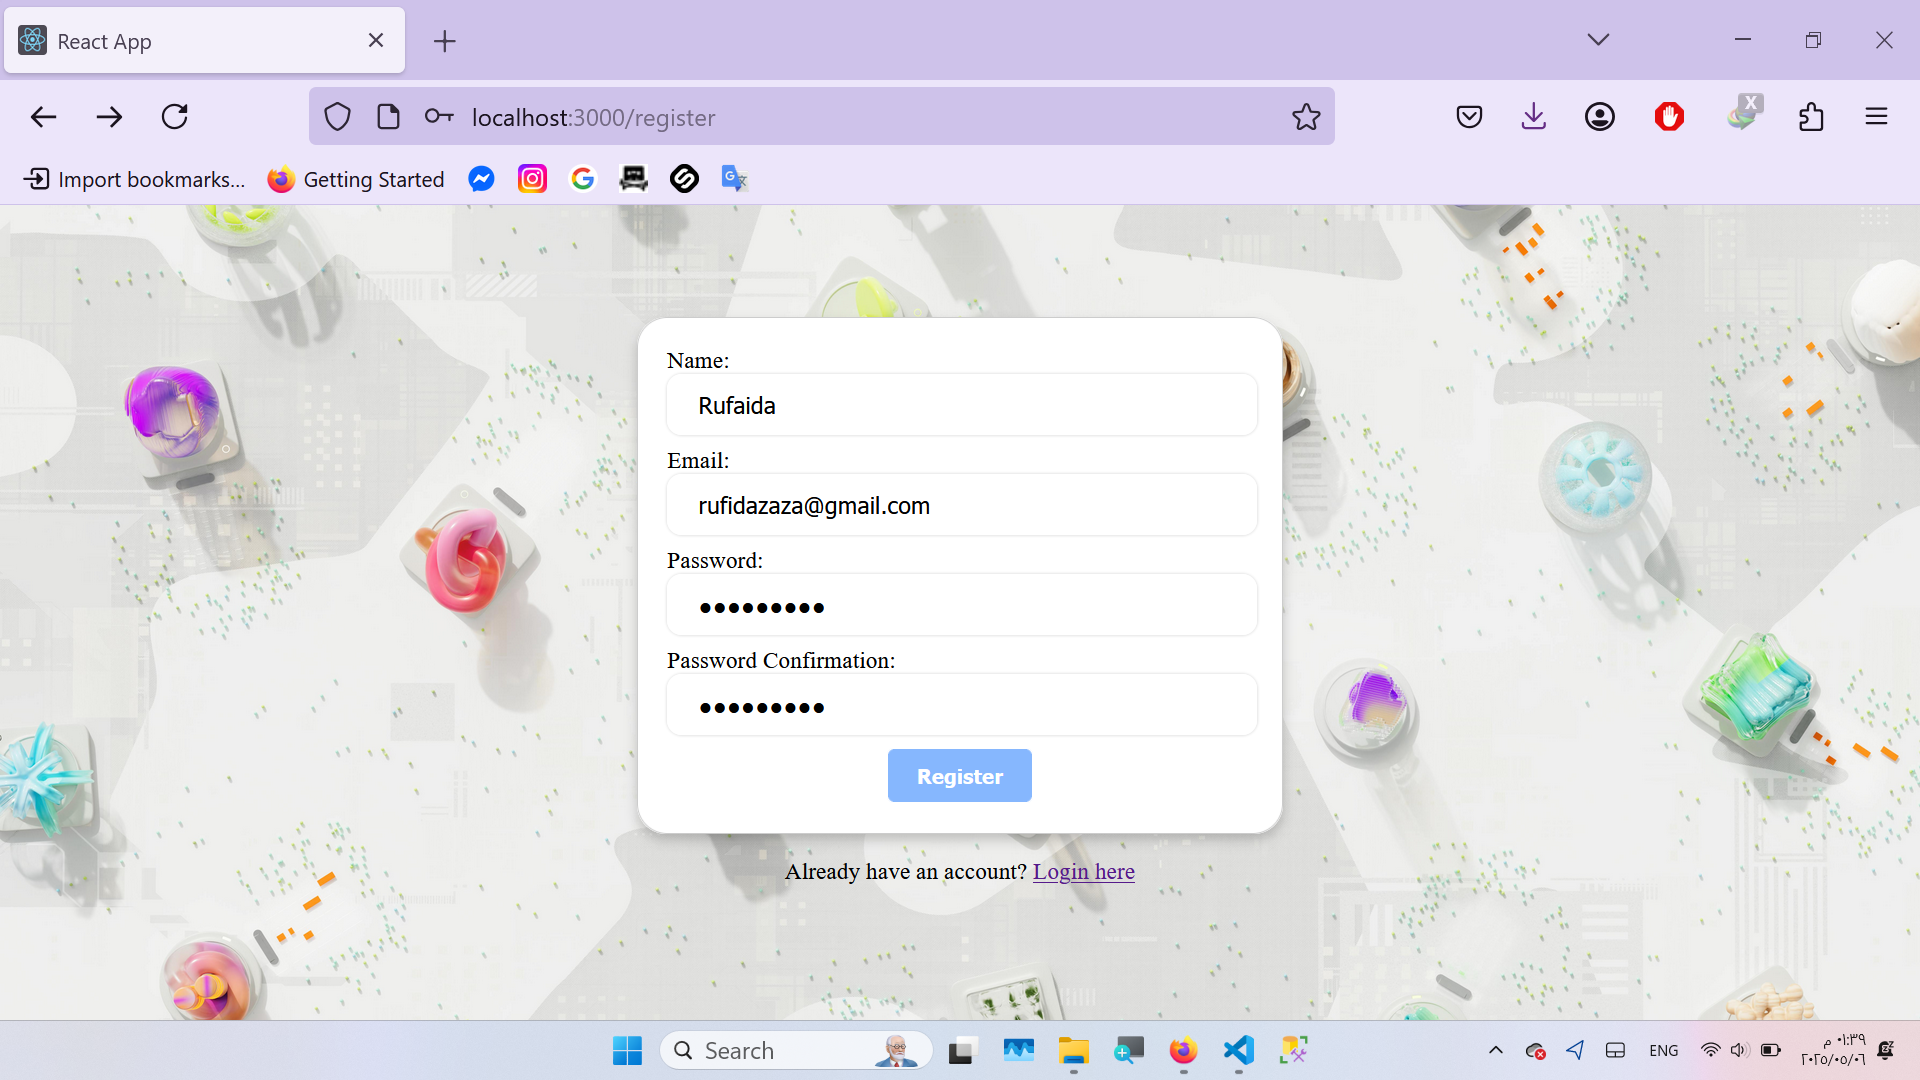 React App
localhost:3000/register
X
Import bookmarks...
Getting Started
Name:
Rufaida
Email:
rufidazaza@gmail.com
Password:
●●●●●●●●●
Password Confirmation:
●●●●●●●●●
Register
Already have an account? Login here
Search
ENG
٠١:٣٩ م
٢٠٢٥/٠٥/٠٦